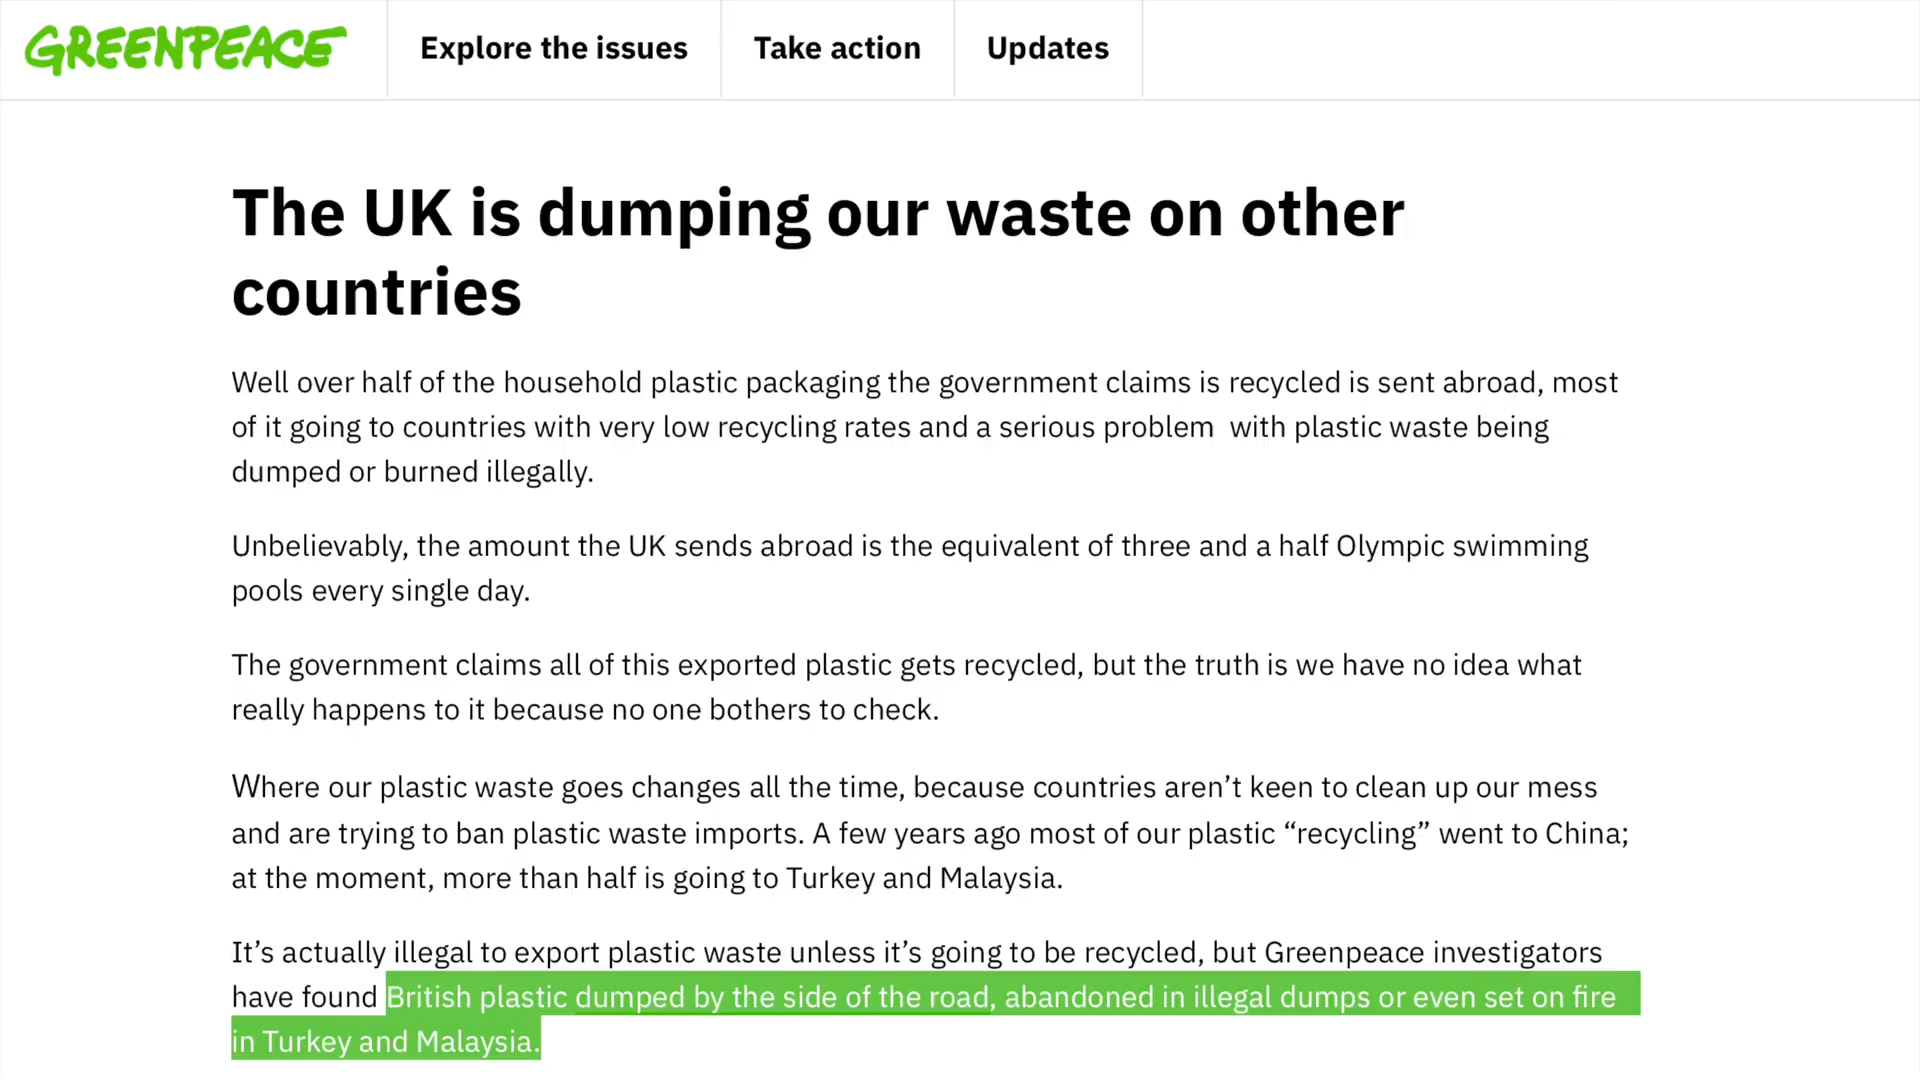 GREENPEACE
Explore the issues
Take action
Updates
The UK is dumping our waste on other
countries
Well over half of the household plastic packaging the government claims is recycled is sent abroad, most
of it going to countries with very low recycling rates and a serious problem with plastic waste being
dumped or burned illegally.
Unbelievably, the amount the UK sends abroad is the equivalent of three and a half Olympic swimming
pools every single day.
The government claims all of this exported plastic gets recycled, but the truth is we have no idea what
really happens to it because no one bothers to check.
Where our plastic waste goes changes all the time, because countries aren’t keen to clean up our mess
and are trying to ban plastic waste imports. A few years ago most of our plastic “recycling” went to China;
at the moment, more than half is going to Turkey and Malaysia.
It’s actually illegal to export plastic waste unless it’s going to be recycled, but Greenpeace investigators
have found British plastic dumped by the side of the road, abandoned in illegal dumps or even set on fire
in Turkey and Malaysia.